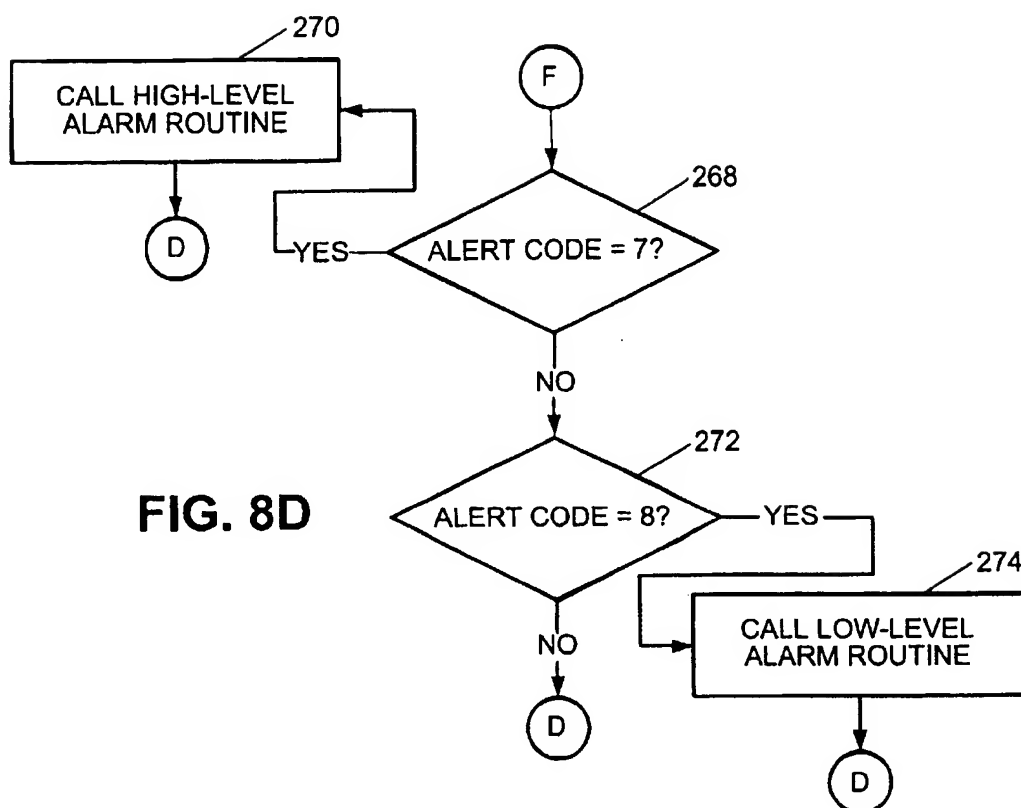 270
CALL HIGH-LEVEL
ALARM ROUTINE
D
F
268
ALERT CODE = 7?
YES
NO
272
ALERT CODE = 8?
YES
FIG. 8D
274
CALL LOW-LEVEL
ALARM ROUTINE
NO
D
D